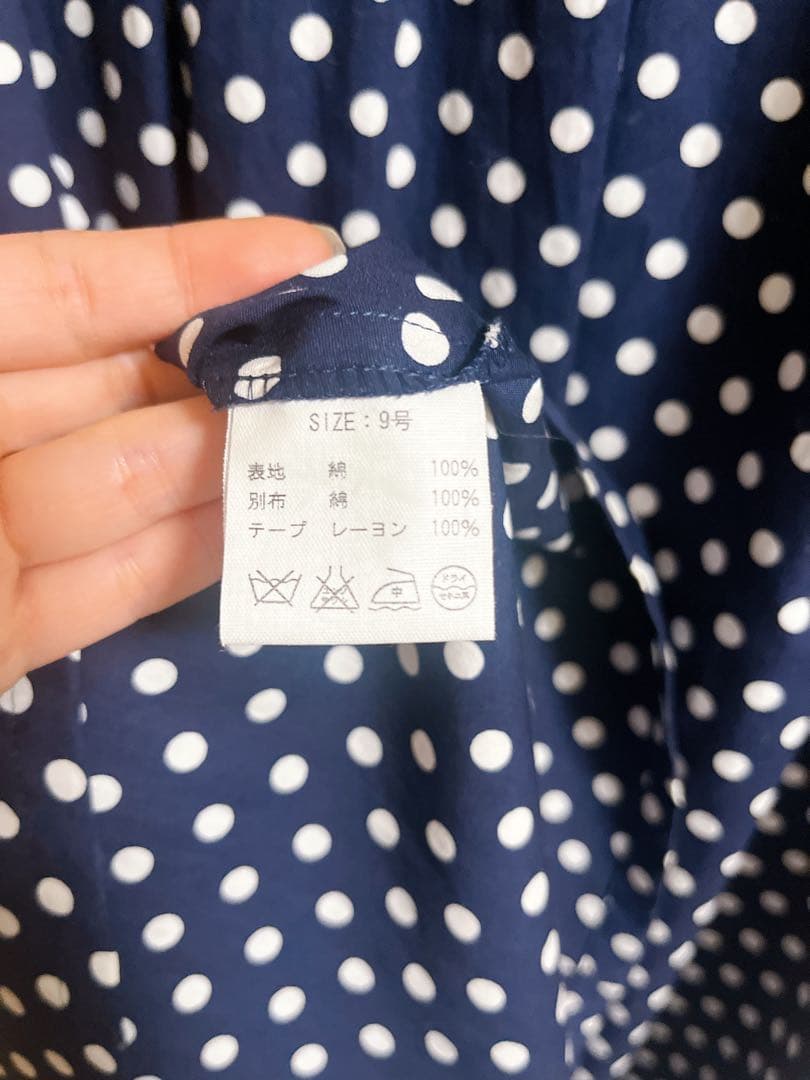 SIZE：9号
表地 綿 100%
別布 綿 100%
テープ レーヨン 100%
中 ドライ